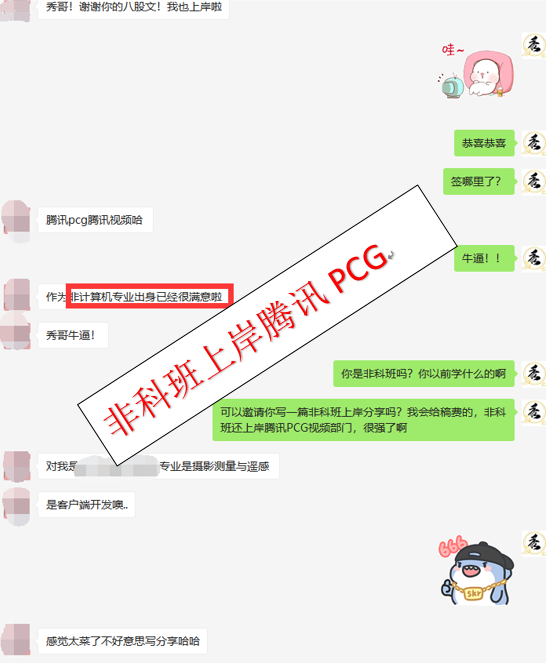 秀哥！谢谢你的八股文！我也上岸啦
秀
哇~
恭喜恭喜
秀
签哪里了？
秀
腾讯pcg腾讯视频哈
牛逼！！
秀
作为非计算机专业出身已经很满意啦
秀哥牛逼！
非科班上岸腾讯 PCG
你是非科班吗？你以前学什么的啊
秀
可以邀请你写一篇非科班上岸分享吗？我会给稿费的，非科
班还上岸腾讯PCG视频部门，很强了啊
秀
对我是
专业是摄影测量与遥感
是客户端开发噢..
666
skr
秀
感觉太菜了不好意思写分享哈哈